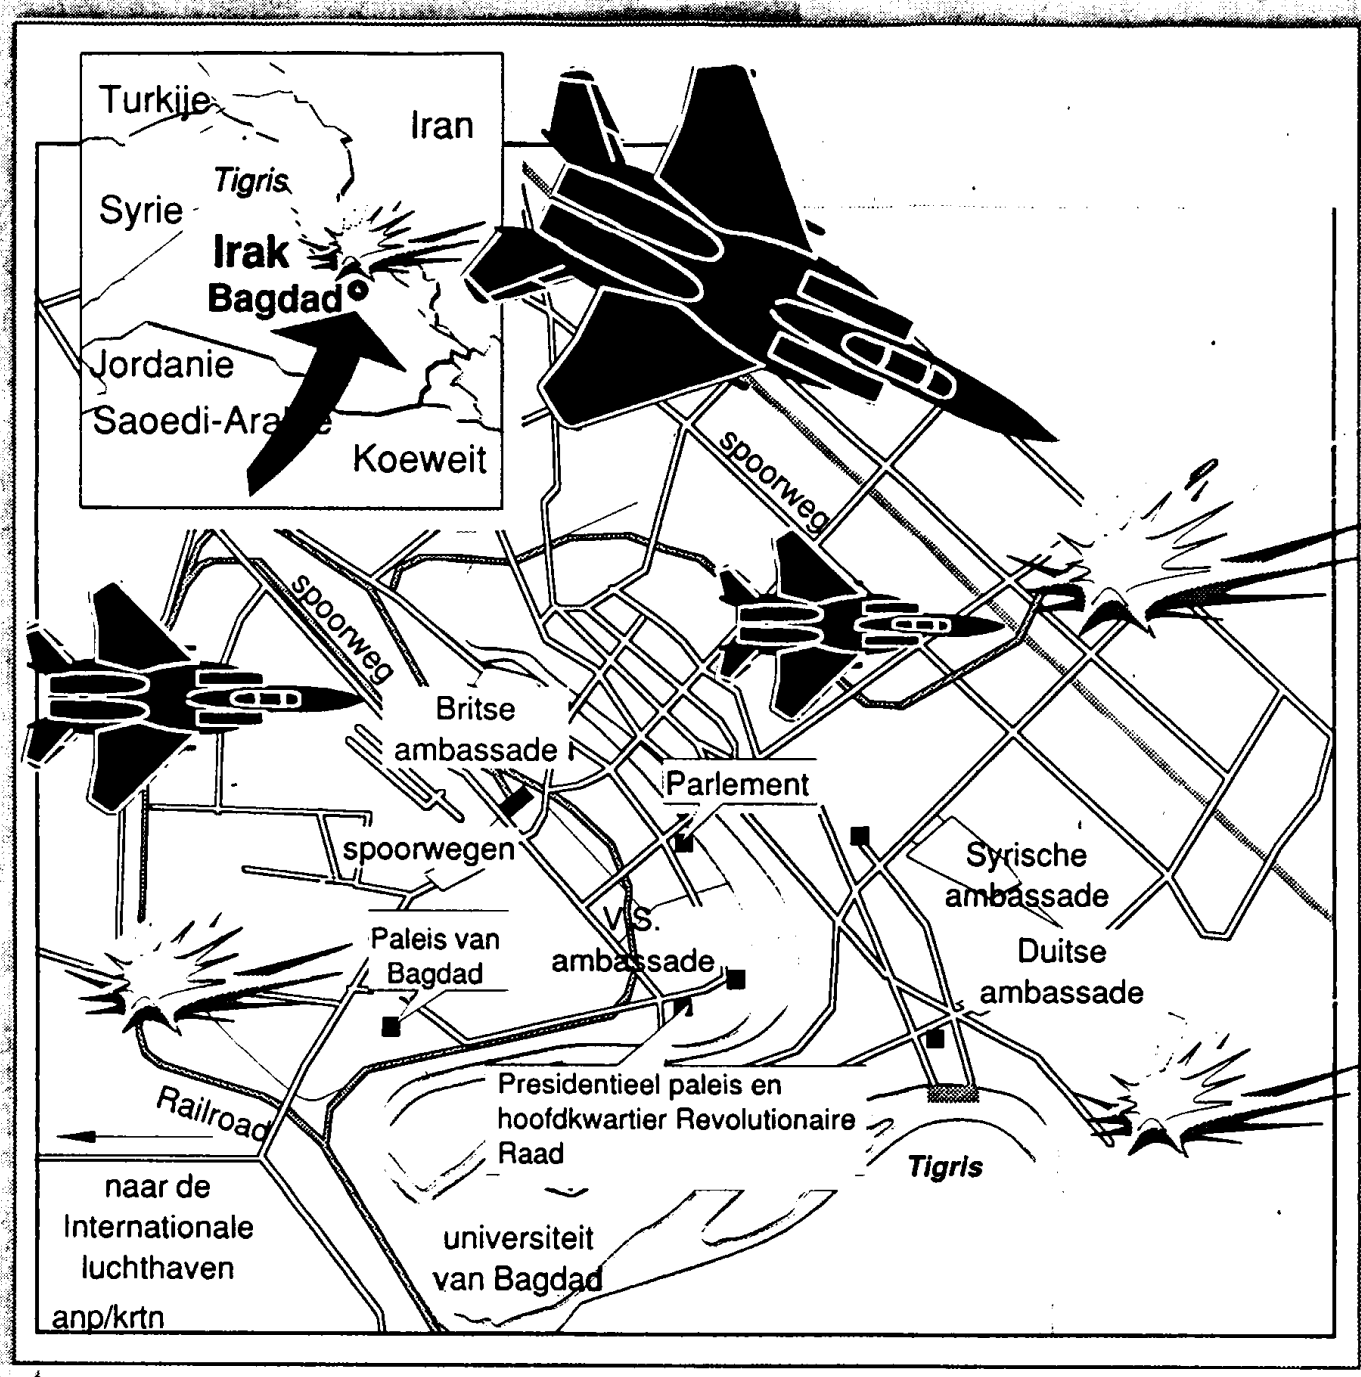 Turkije
Iran
Tigris
Syrie
Irak
Bagdad
Jordanie
Saoedi-Arabie
Koeweit
spoorweg
spoorweg
Britse
ambassade
Parlement
spoorwegen
Syrische
ambassade
V.S.
ambassade
Paleis van
Bagdad
Duitse
ambassade
Presidentieel paleis en
hoofdkwartier Revolutionaire
Raad
Railroad
Tigris
naar de
Internationale
luchthaven
universiteit
van Bagdad
anp/krtn